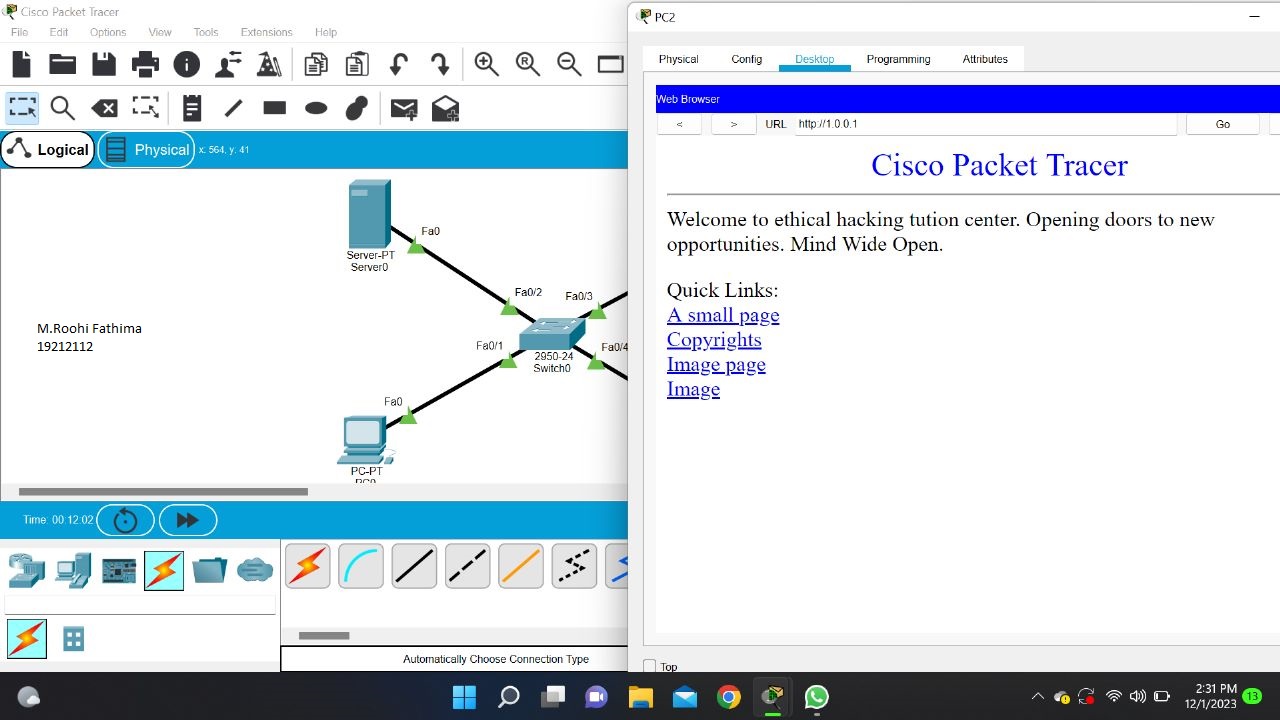 Cisco Packet Tracer
File Edit Options View Tools Extensions Help
Logical Physical x: 564, y: 41
Fa0
Server-PT
Server0
Fa0/2 Fa0/3
M.Roohi Fathima
19212112
Fa0/1 Fa0/4
2950-24
Switch0
Fa0
PC-PT
PC0
Time: 00:12:02
Automatically Choose Connection Type
PC2
Physical Config Desktop Programming Attributes
Web Browser
< > URL http://1.0.0.1 Go
Cisco Packet Tracer
Welcome to ethical hacking tution center. Opening doors to new
opportunities. Mind Wide Open.
Quick Links:
A small page
Copyrights
Image page
Image
Top
2:31 PM
12/1/2023
13